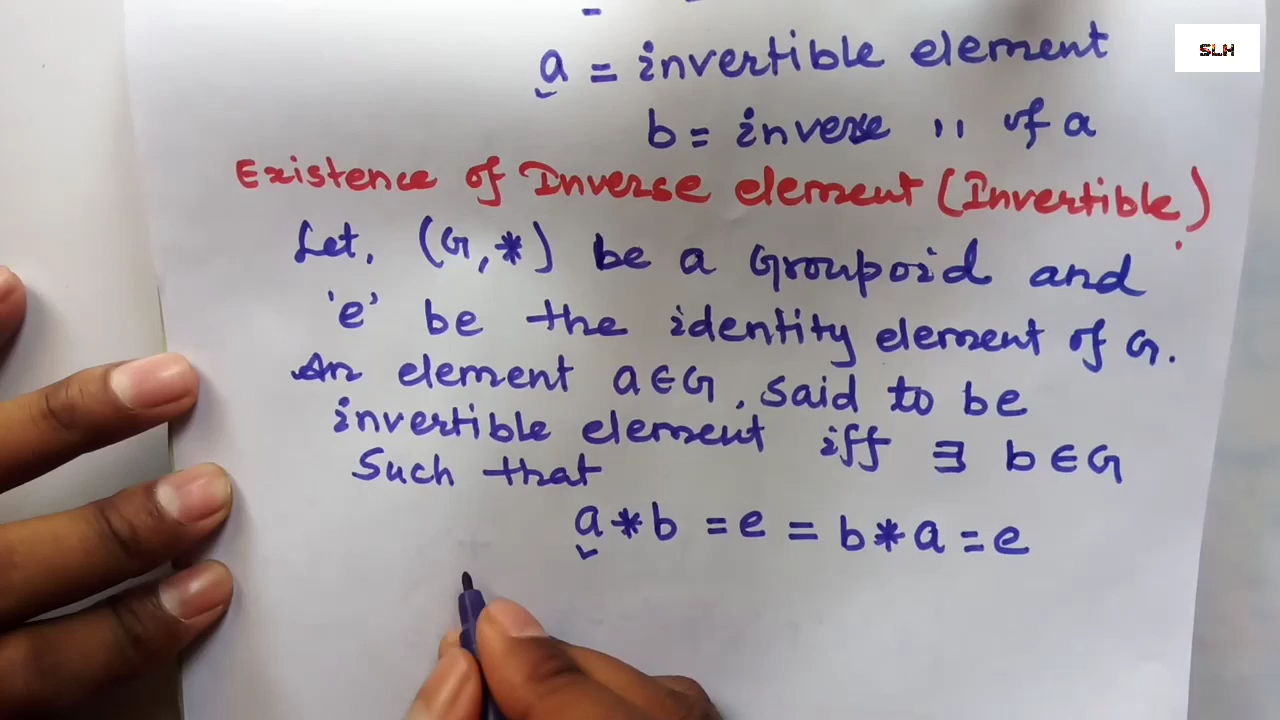 SLH
a = invertible element
b = inverse " of a
Existence of Inverse element (Invertible)
Let, (G, *) be a Groupoid and
'e' be the identity element of G.
An element a ∈ G, said to be
invertible element iff ∃ b ∈ G
Such that
a * b = e = b * a = e